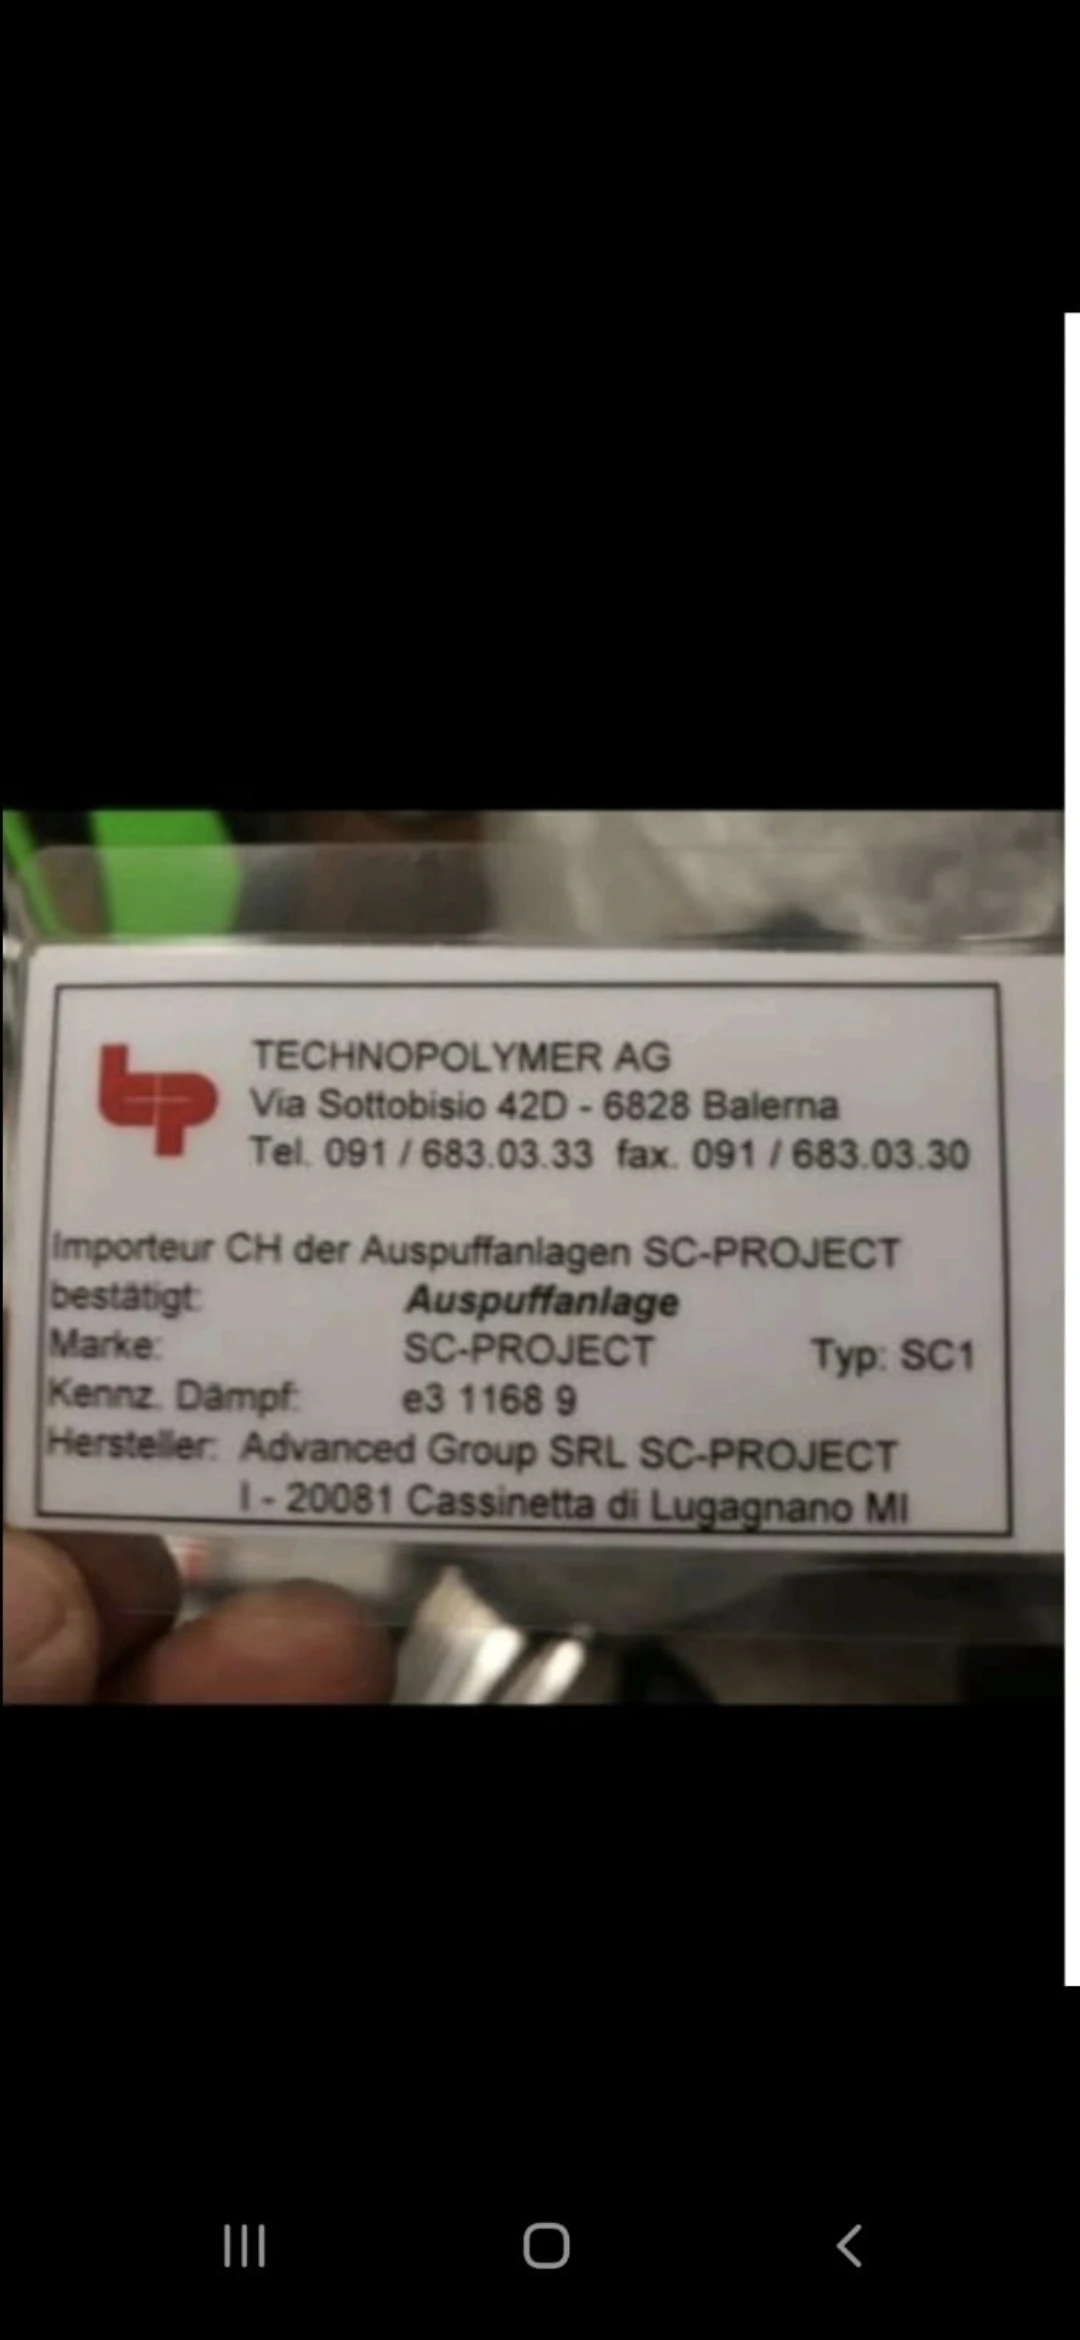 tp
TECHNOPOLYMER AG
Via Sottobisio 42D - 6828 Balerna
Tel. 091 / 683.03.33 fax. 091 / 683.03.30
Importeur CH der Auspuffanlagen SC-PROJECT
bestätigt: Auspuffanlage
Marke: SC-PROJECT Typ: SC1
Kennz. Dämpf: e3 1168 9
Hersteller: Advanced Group SRL SC-PROJECT
I - 20081 Cassinetta di Lugagnano MI